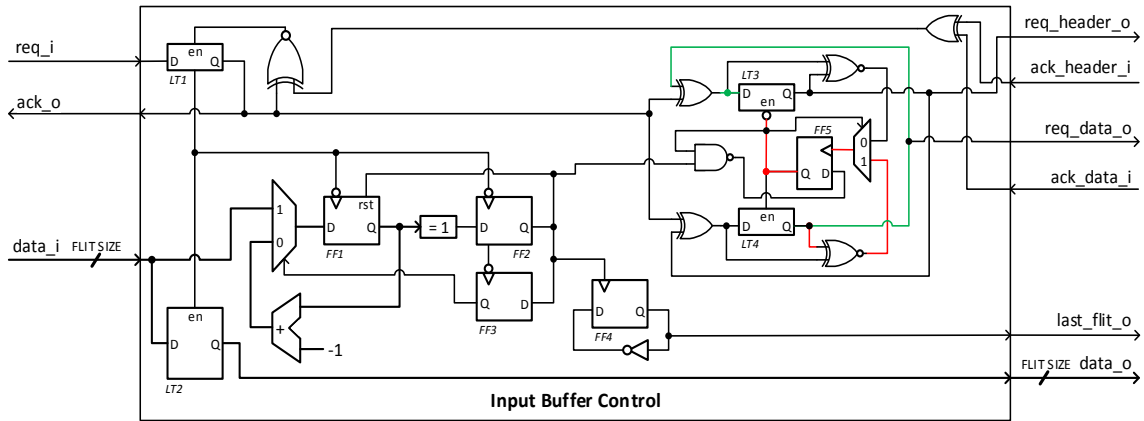 req_i
ack_o
data_i FLIT SIZE
req_header_o
ack_header_i
req_data_o
ack_data_i
last_flit_o
FLIT SIZE data_o
en
D Q
LT1
1
0
D rst Q
FF1
= 1
D Q
FF2
Q D
FF3
+
-1
en
D Q
LT2
D Q
FF4
LT3
D Q
en
FF5
Q D
0
1
en
D Q
LT4
Input Buffer Control